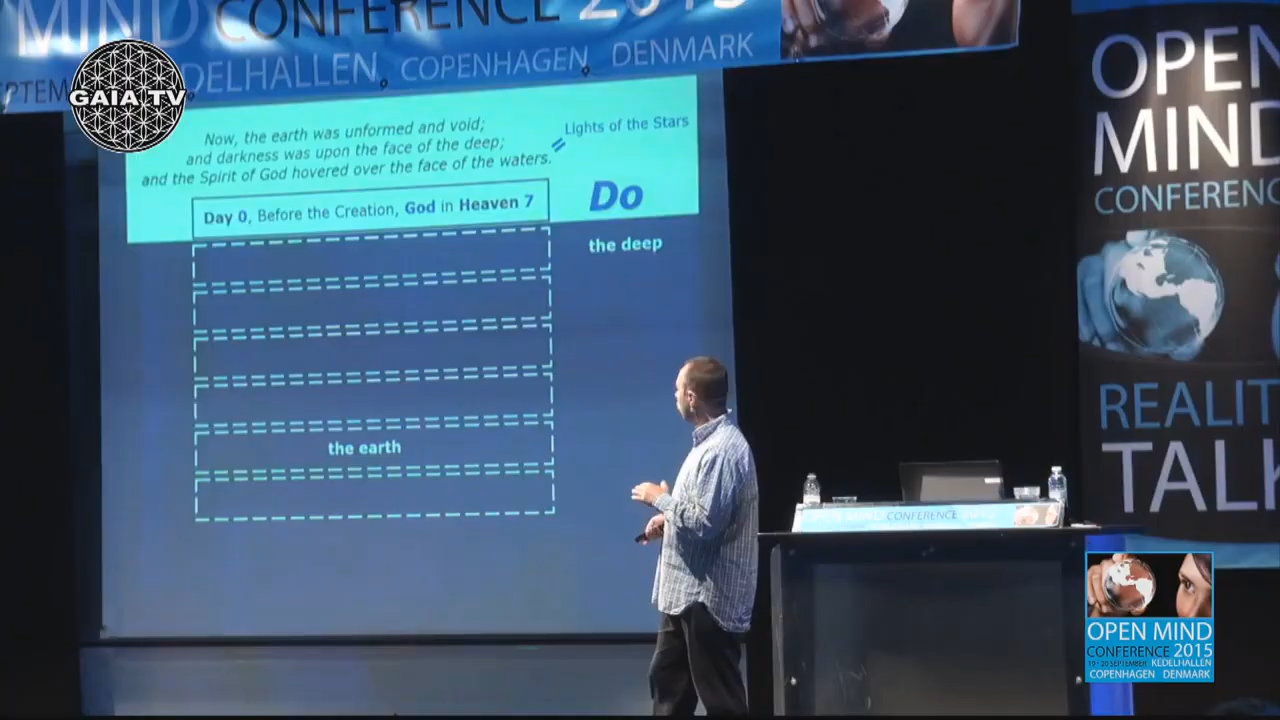 MIND CONFERENCE 2015
KEDELHALLEN, COPENHAGEN, DENMARK
GAIA TV
Now, the earth was unformed and void;
and darkness was upon the face of the deep;
and the Spirit of God hovered over the face of the waters.
= Lights of the Stars
Do
Day 0, Before the Creation, God in Heaven 7
the deep
the earth
OPEN
MIND
CONFERENC
REALIT
TALK
CONFERENCE
OPEN MIND
CONFERENCE 2015
19 - 20 SEPTEMBER KEDELHALLEN
COPENHAGEN DENMARK